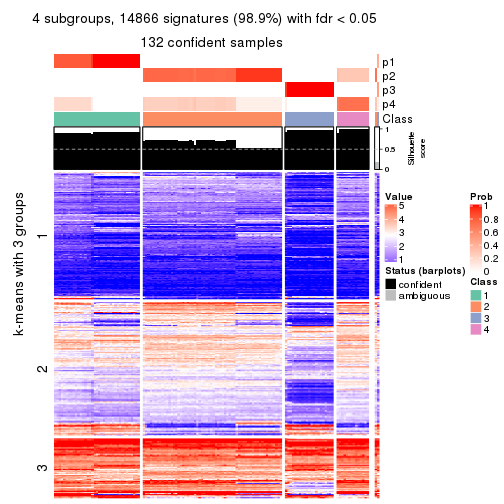 4 subgroups, 14866 signatures (98.9%) with fdr < 0.05
132 confident samples
p1
p2
p3
p4
Class
1
0.5
0
Silhouette
score
k-means with 3 groups
1
2
3
Value
5
4
3
2
1
Status (barplots)
confident
ambiguous
Prob
1
0.8
0.6
0.4
0.2
0
Class
1
2
3
4